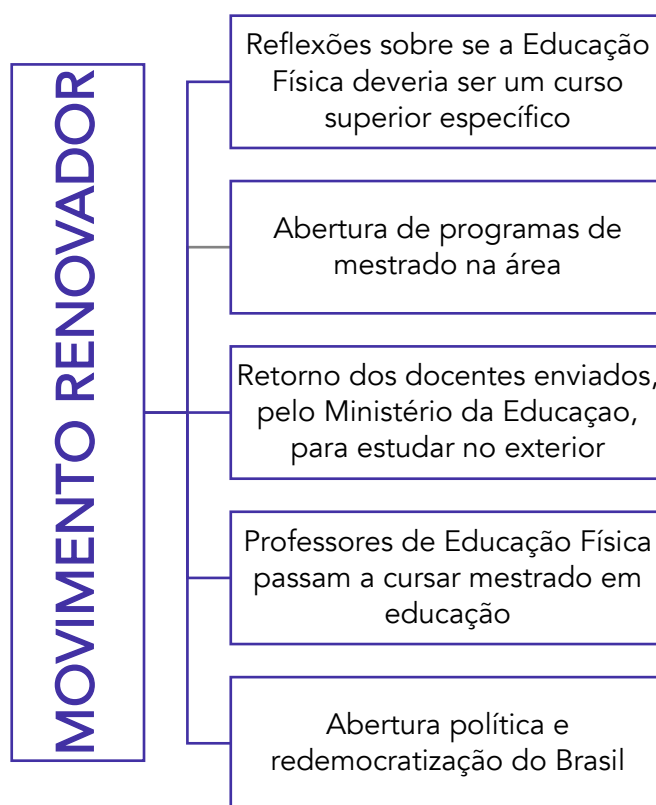 MOVIMENTO RENOVADOR
Reflexões sobre se a Educação
Física deveria ser um curso
superior específico
Abertura de programas de
mestrado na área
Retorno dos docentes enviados,
pelo Ministério da Educaçao,
para estudar no exterior
Professores de Educação Física
passam a cursar mestrado em
educação
Abertura política e
redemocratização do Brasil